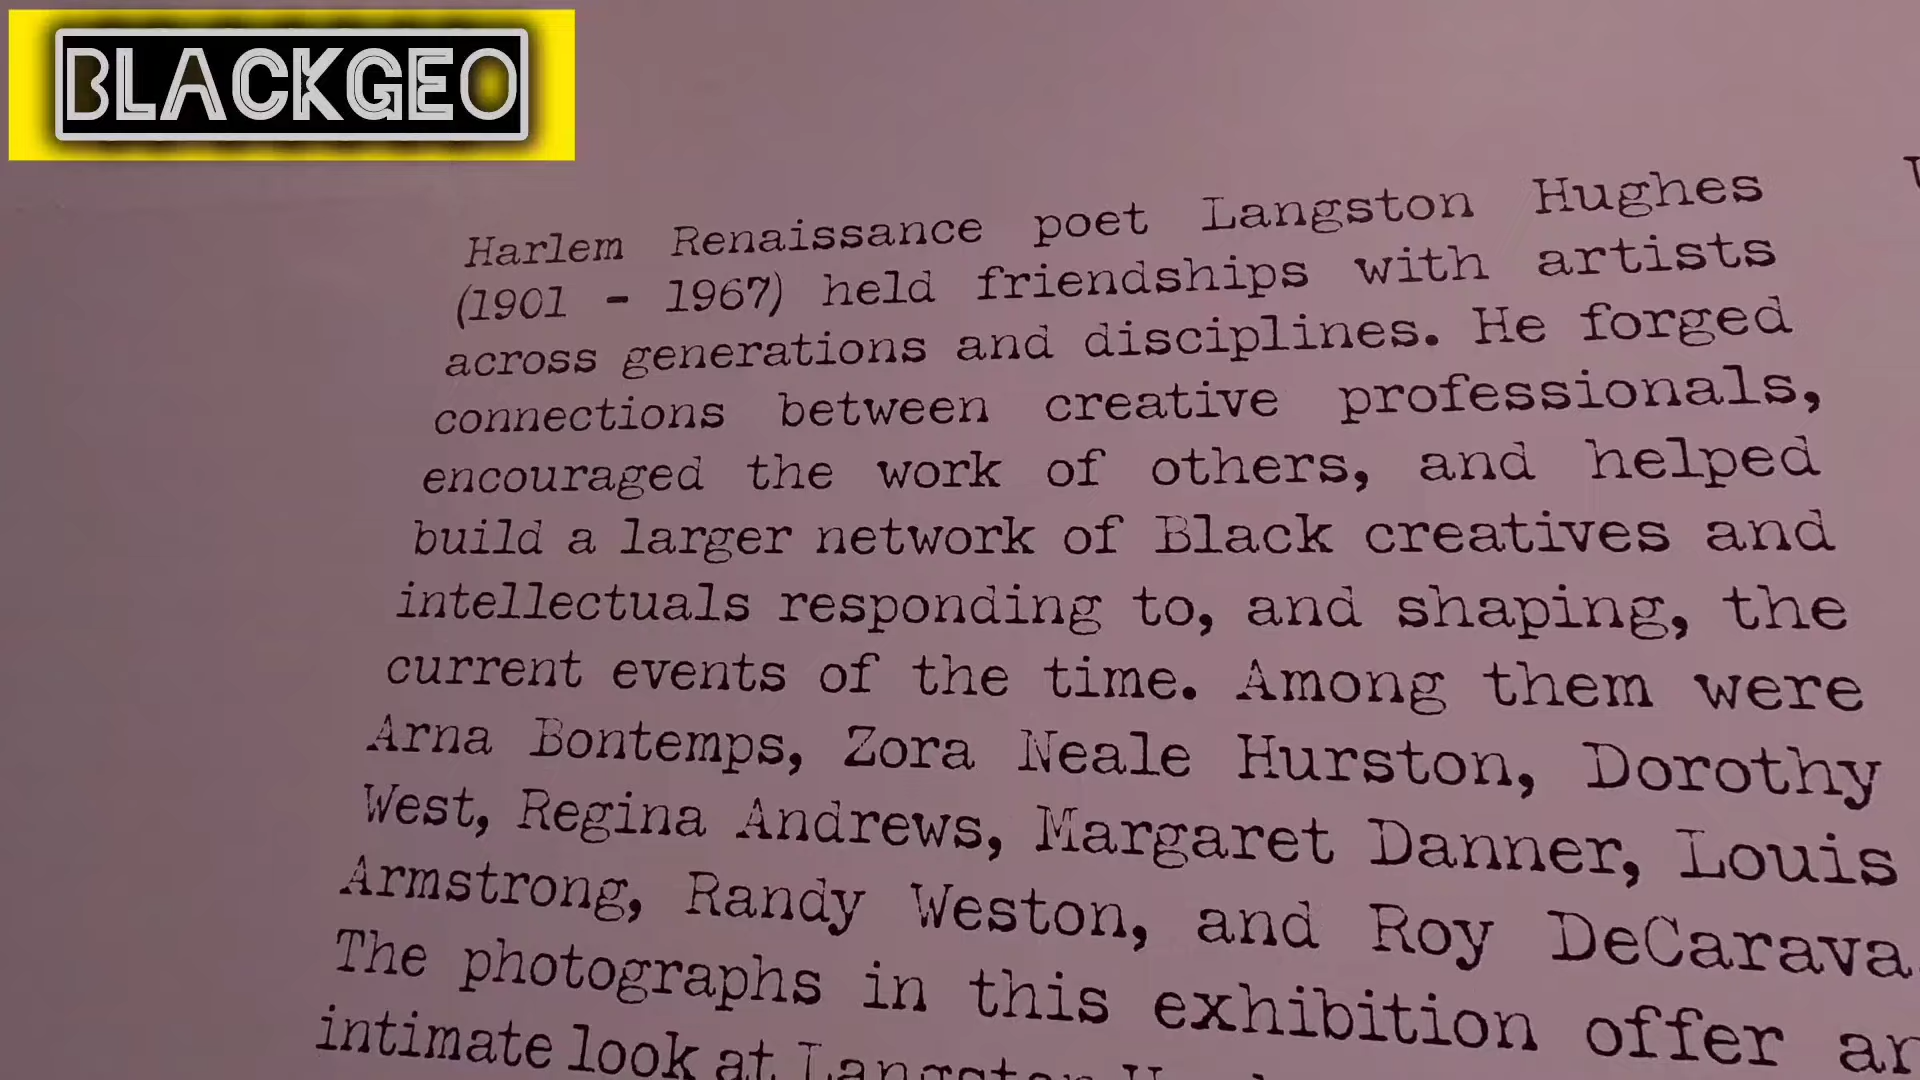 BLACKGEO
Harlem Renaissance poet Langston Hughes
(1901 - 1967) held friendships with artists
across generations and disciplines. He forged
connections between creative professionals,
encouraged the work of others, and helped
build a larger network of Black creatives and
intellectuals responding to, and shaping, the
current events of the time. Among them were
Arna Bontemps, Zora Neale Hurston, Dorothy
West, Regina Andrews, Margaret Danner, Louis
Armstrong, Randy Weston, and Roy DeCarava
The photographs in this exhibition offer an
intimate look at Langston